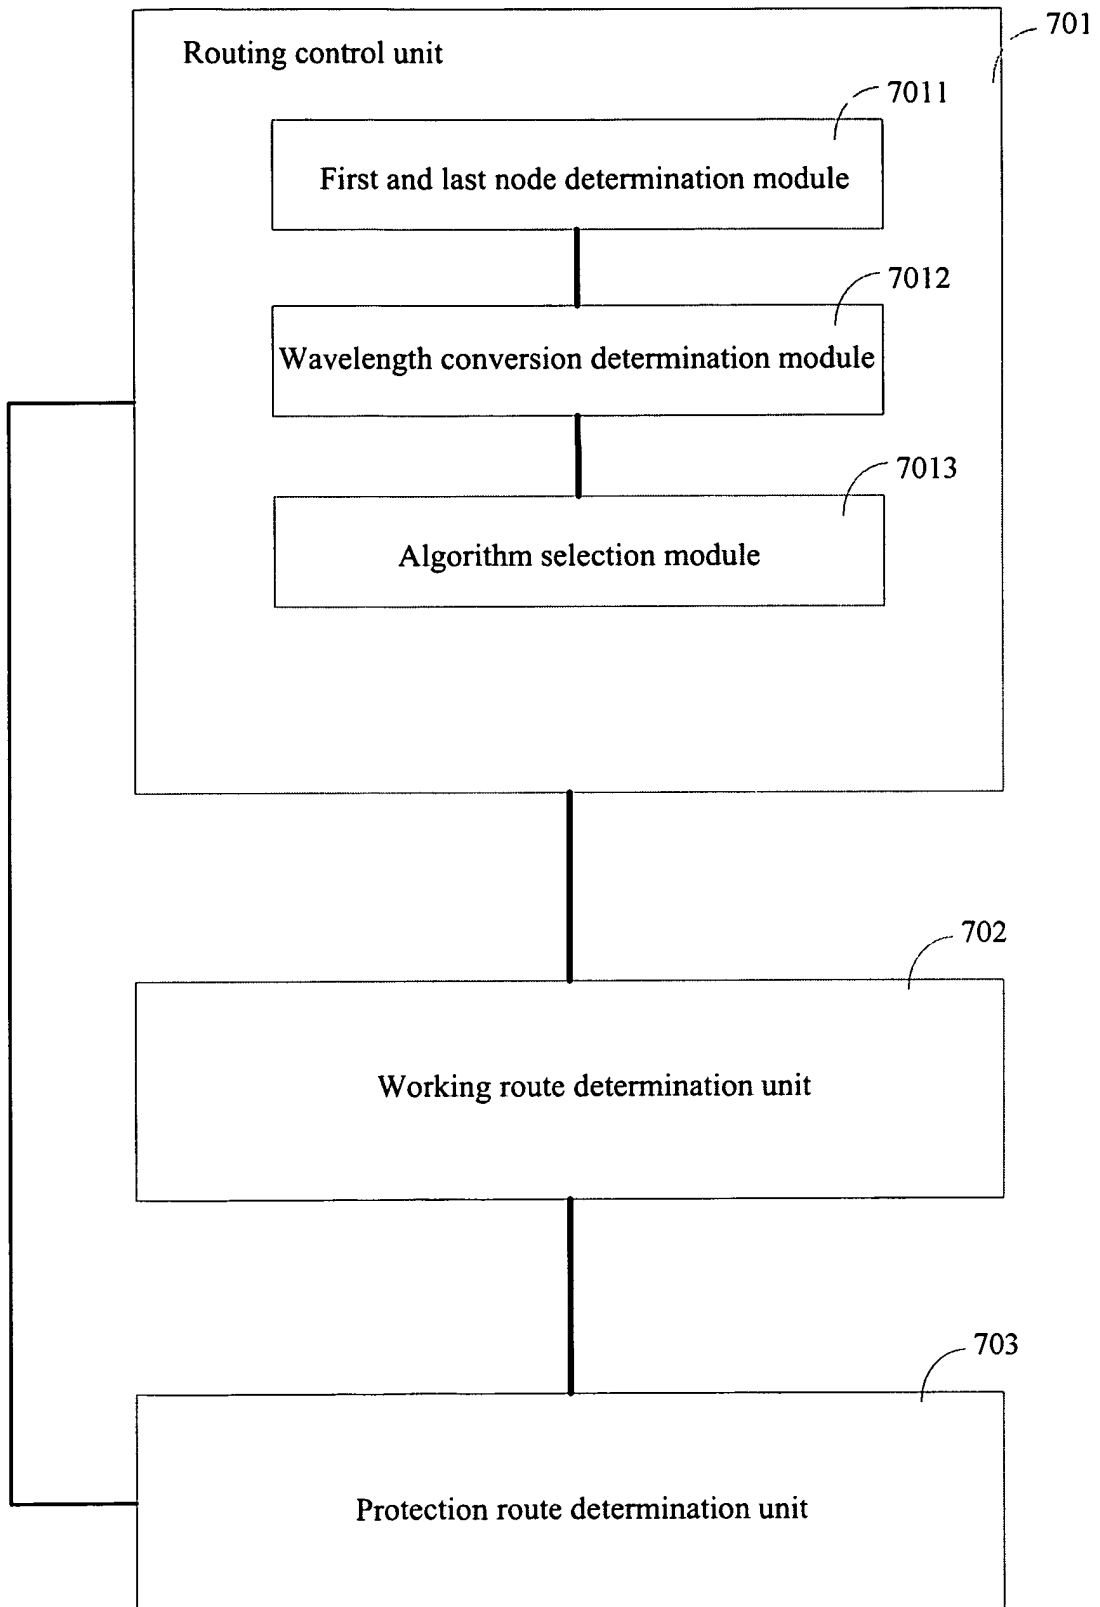 701
Routing control unit
7011
First and last node determination module
7012
Wavelength conversion determination module
7013
Algorithm selection module
702
Working route determination unit
703
Protection route determination unit